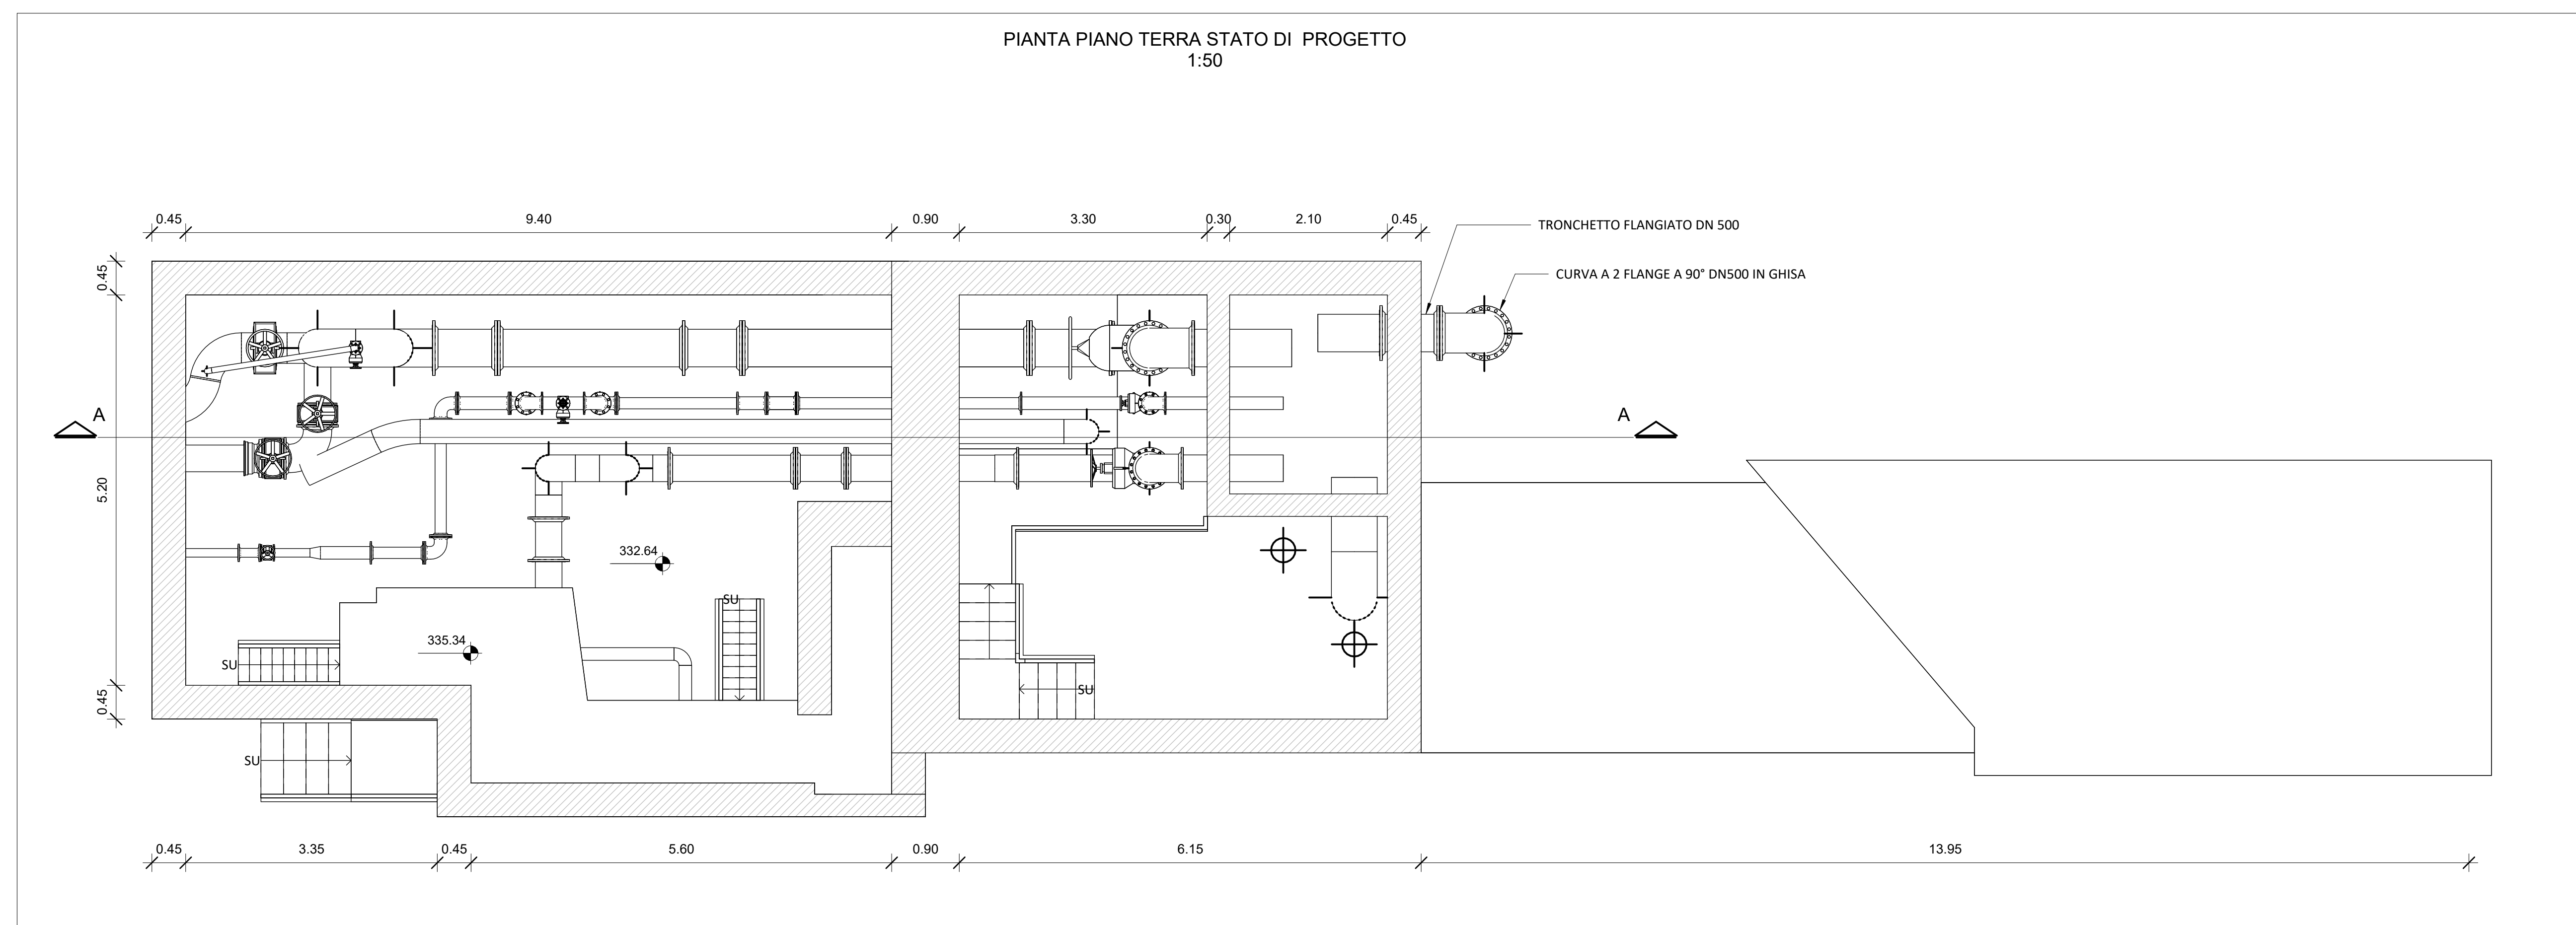 PIANTA PIANO TERRA STATO DI  PROGETTO
1:50
0.45
9.40
0.90
3.30
0.30
2.10
0.45
TRONCHETTO FLANGIATO DN 500
CURVA A 2 FLANGE A 90° DN500 IN GHISA
0.45
A
A
5.20
332.64
SU
335.34
SU
SU
0.45
SU
0.45
3.35
0.45
5.60
0.90
6.15
13.95